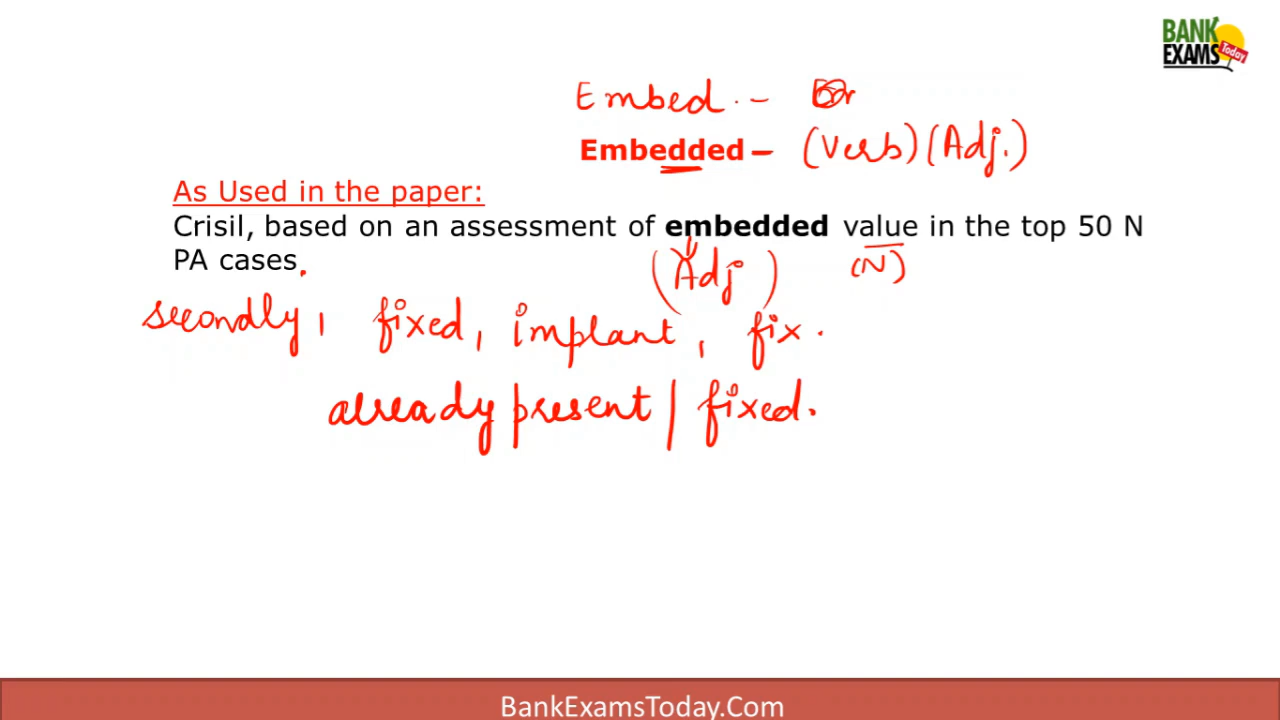 BANK
EXAMS Today
Embed -
Embedded – (Verb) (Adj.)
As Used in the paper:
Crisil, based on an assessment of embedded value in the top 50 N
PA cases.
(Adj) (N)
secondly, fixed, implant, fix.
already present / fixed.
BankExamsToday.Com